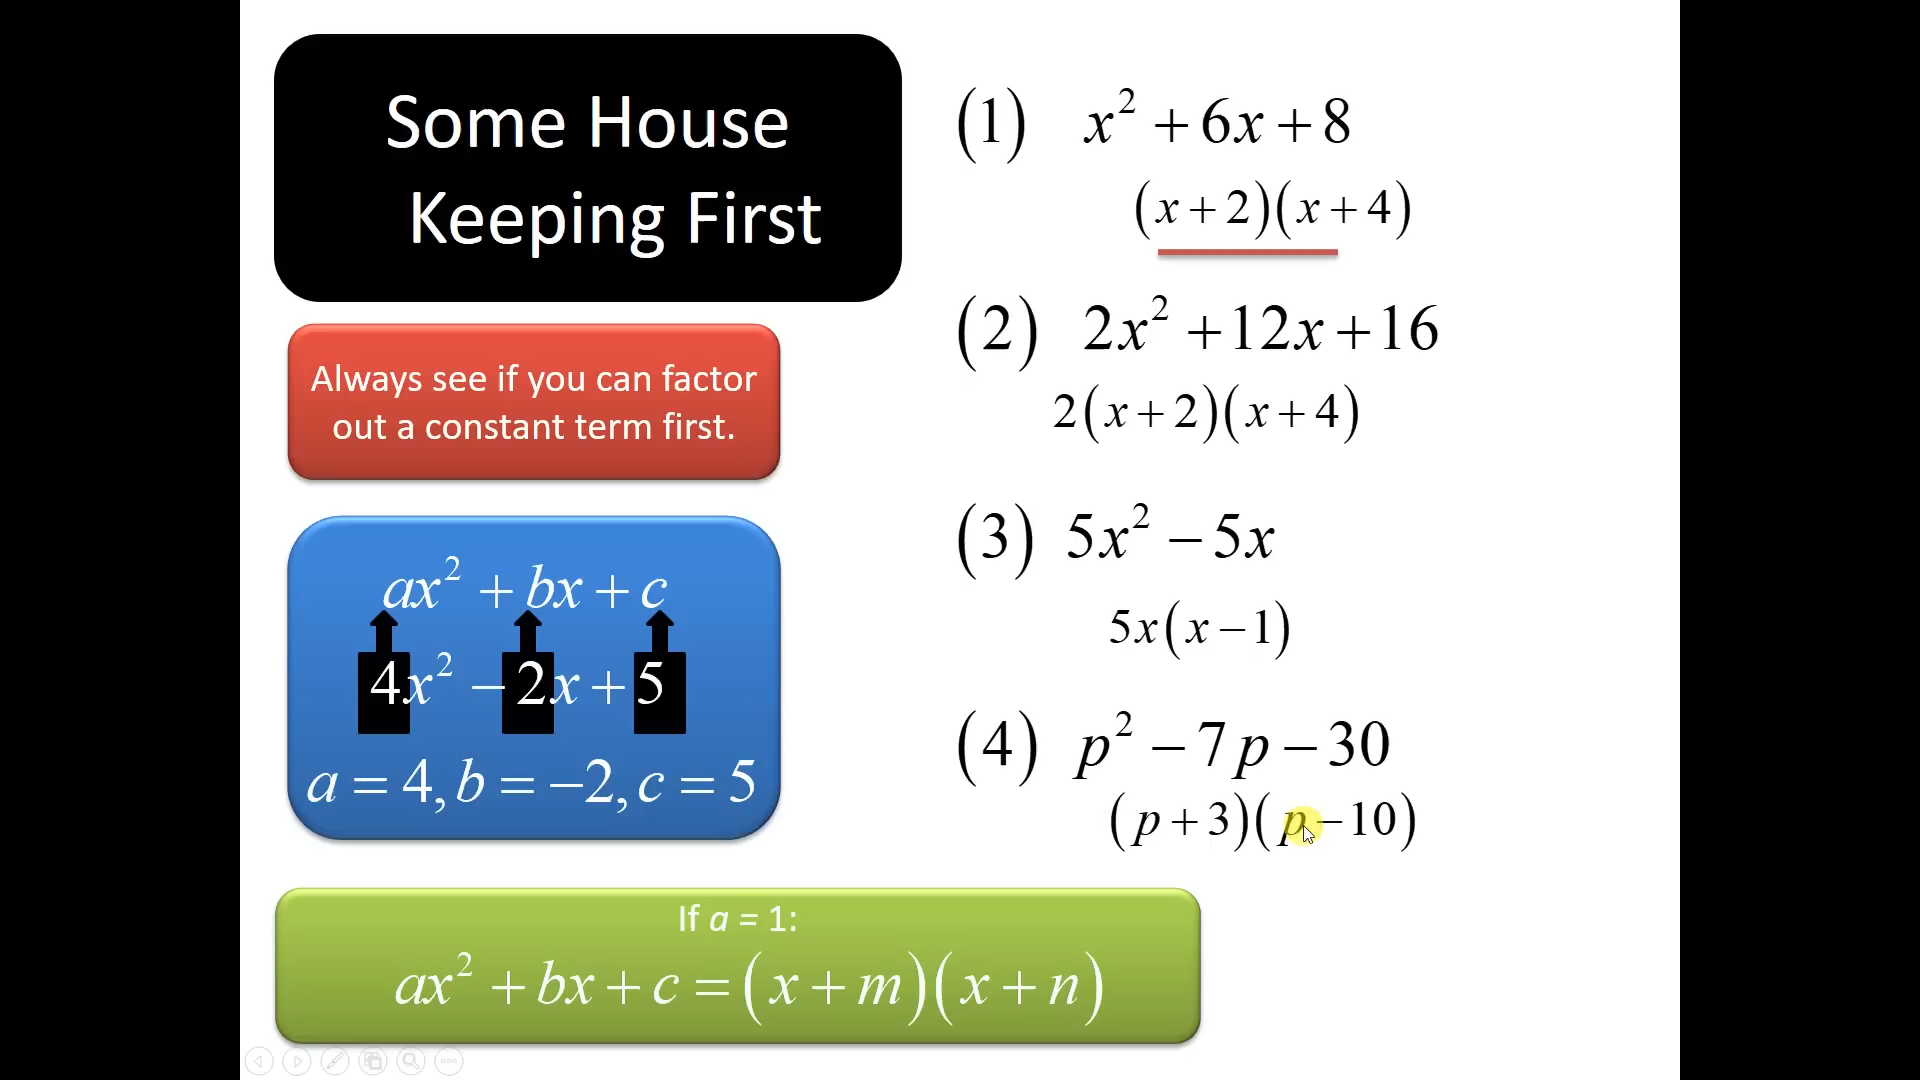 Some House
Keeping First
Always see if you can factor
out a constant term first.
ax² + bx + c
4x² − 2x + 5
a = 4, b = −2, c = 5
If a = 1:
ax² + bx + c = (x + m)(x + n)
(1) x² + 6x + 8
(x + 2)(x + 4)
(2) 2x² + 12x + 16
2(x + 2)(x + 4)
(3) 5x² − 5x
5x(x − 1)
(4) p² − 7p − 30
(p + 3)(p − 10)